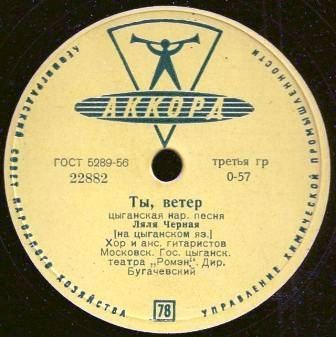 АККОРД
ГОСТ 5289-56
третья гр
22882
0-57
Ты, ветер
цыганская нар. песня
Ляля Черная
[на цыганском яз.]
Хор и анс. гитаристов
Московск. Гос. цыганск.
театра „Ромэн". Дир.
Бугачевский
78
ЛЕНИНГРАДСКИЙ СОВЕТ НАРОДНОГО ХОЗЯЙСТВА
УПРАВЛЕНИЕ ХИМИЧЕСКОЙ ПРОМЫШЛЕННОСТИ